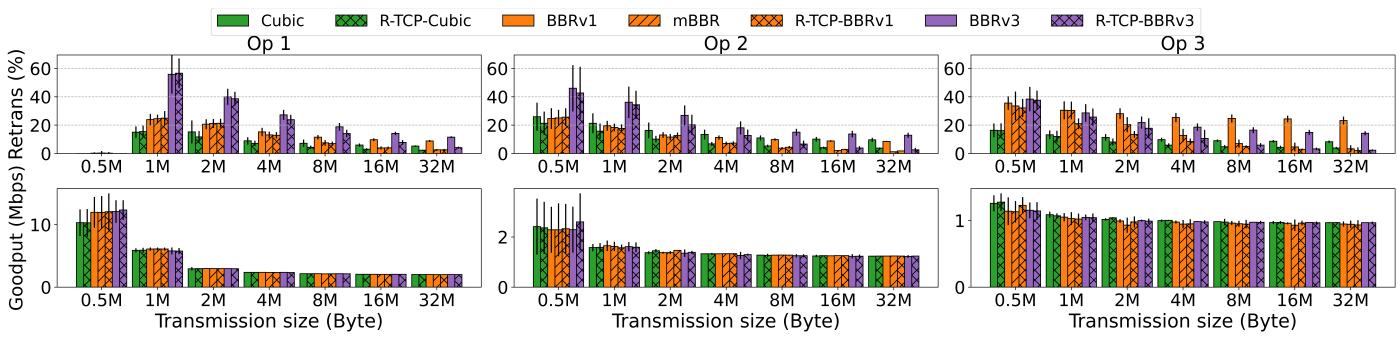 Cubic R-TCP-Cubic BBRv1 mBBR R-TCP-BBRv1 BBRv3 R-TCP-BBRv3
Op 1 Op 2 Op 3
Retrans (%)
60 60 60
40 40 40
20 20 20
0 0 0
0.5M 1M 2M 4M 8M 16M 32M 0.5M 1M 2M 4M 8M 16M 32M 0.5M 1M 2M 4M 8M 16M 32M
Goodput (Mbps)
10 2 1
0 0 0
0.5M 1M 2M 4M 8M 16M 32M 0.5M 1M 2M 4M 8M 16M 32M 0.5M 1M 2M 4M 8M 16M 32M
Transmission size (Byte) Transmission size (Byte) Transmission size (Byte)